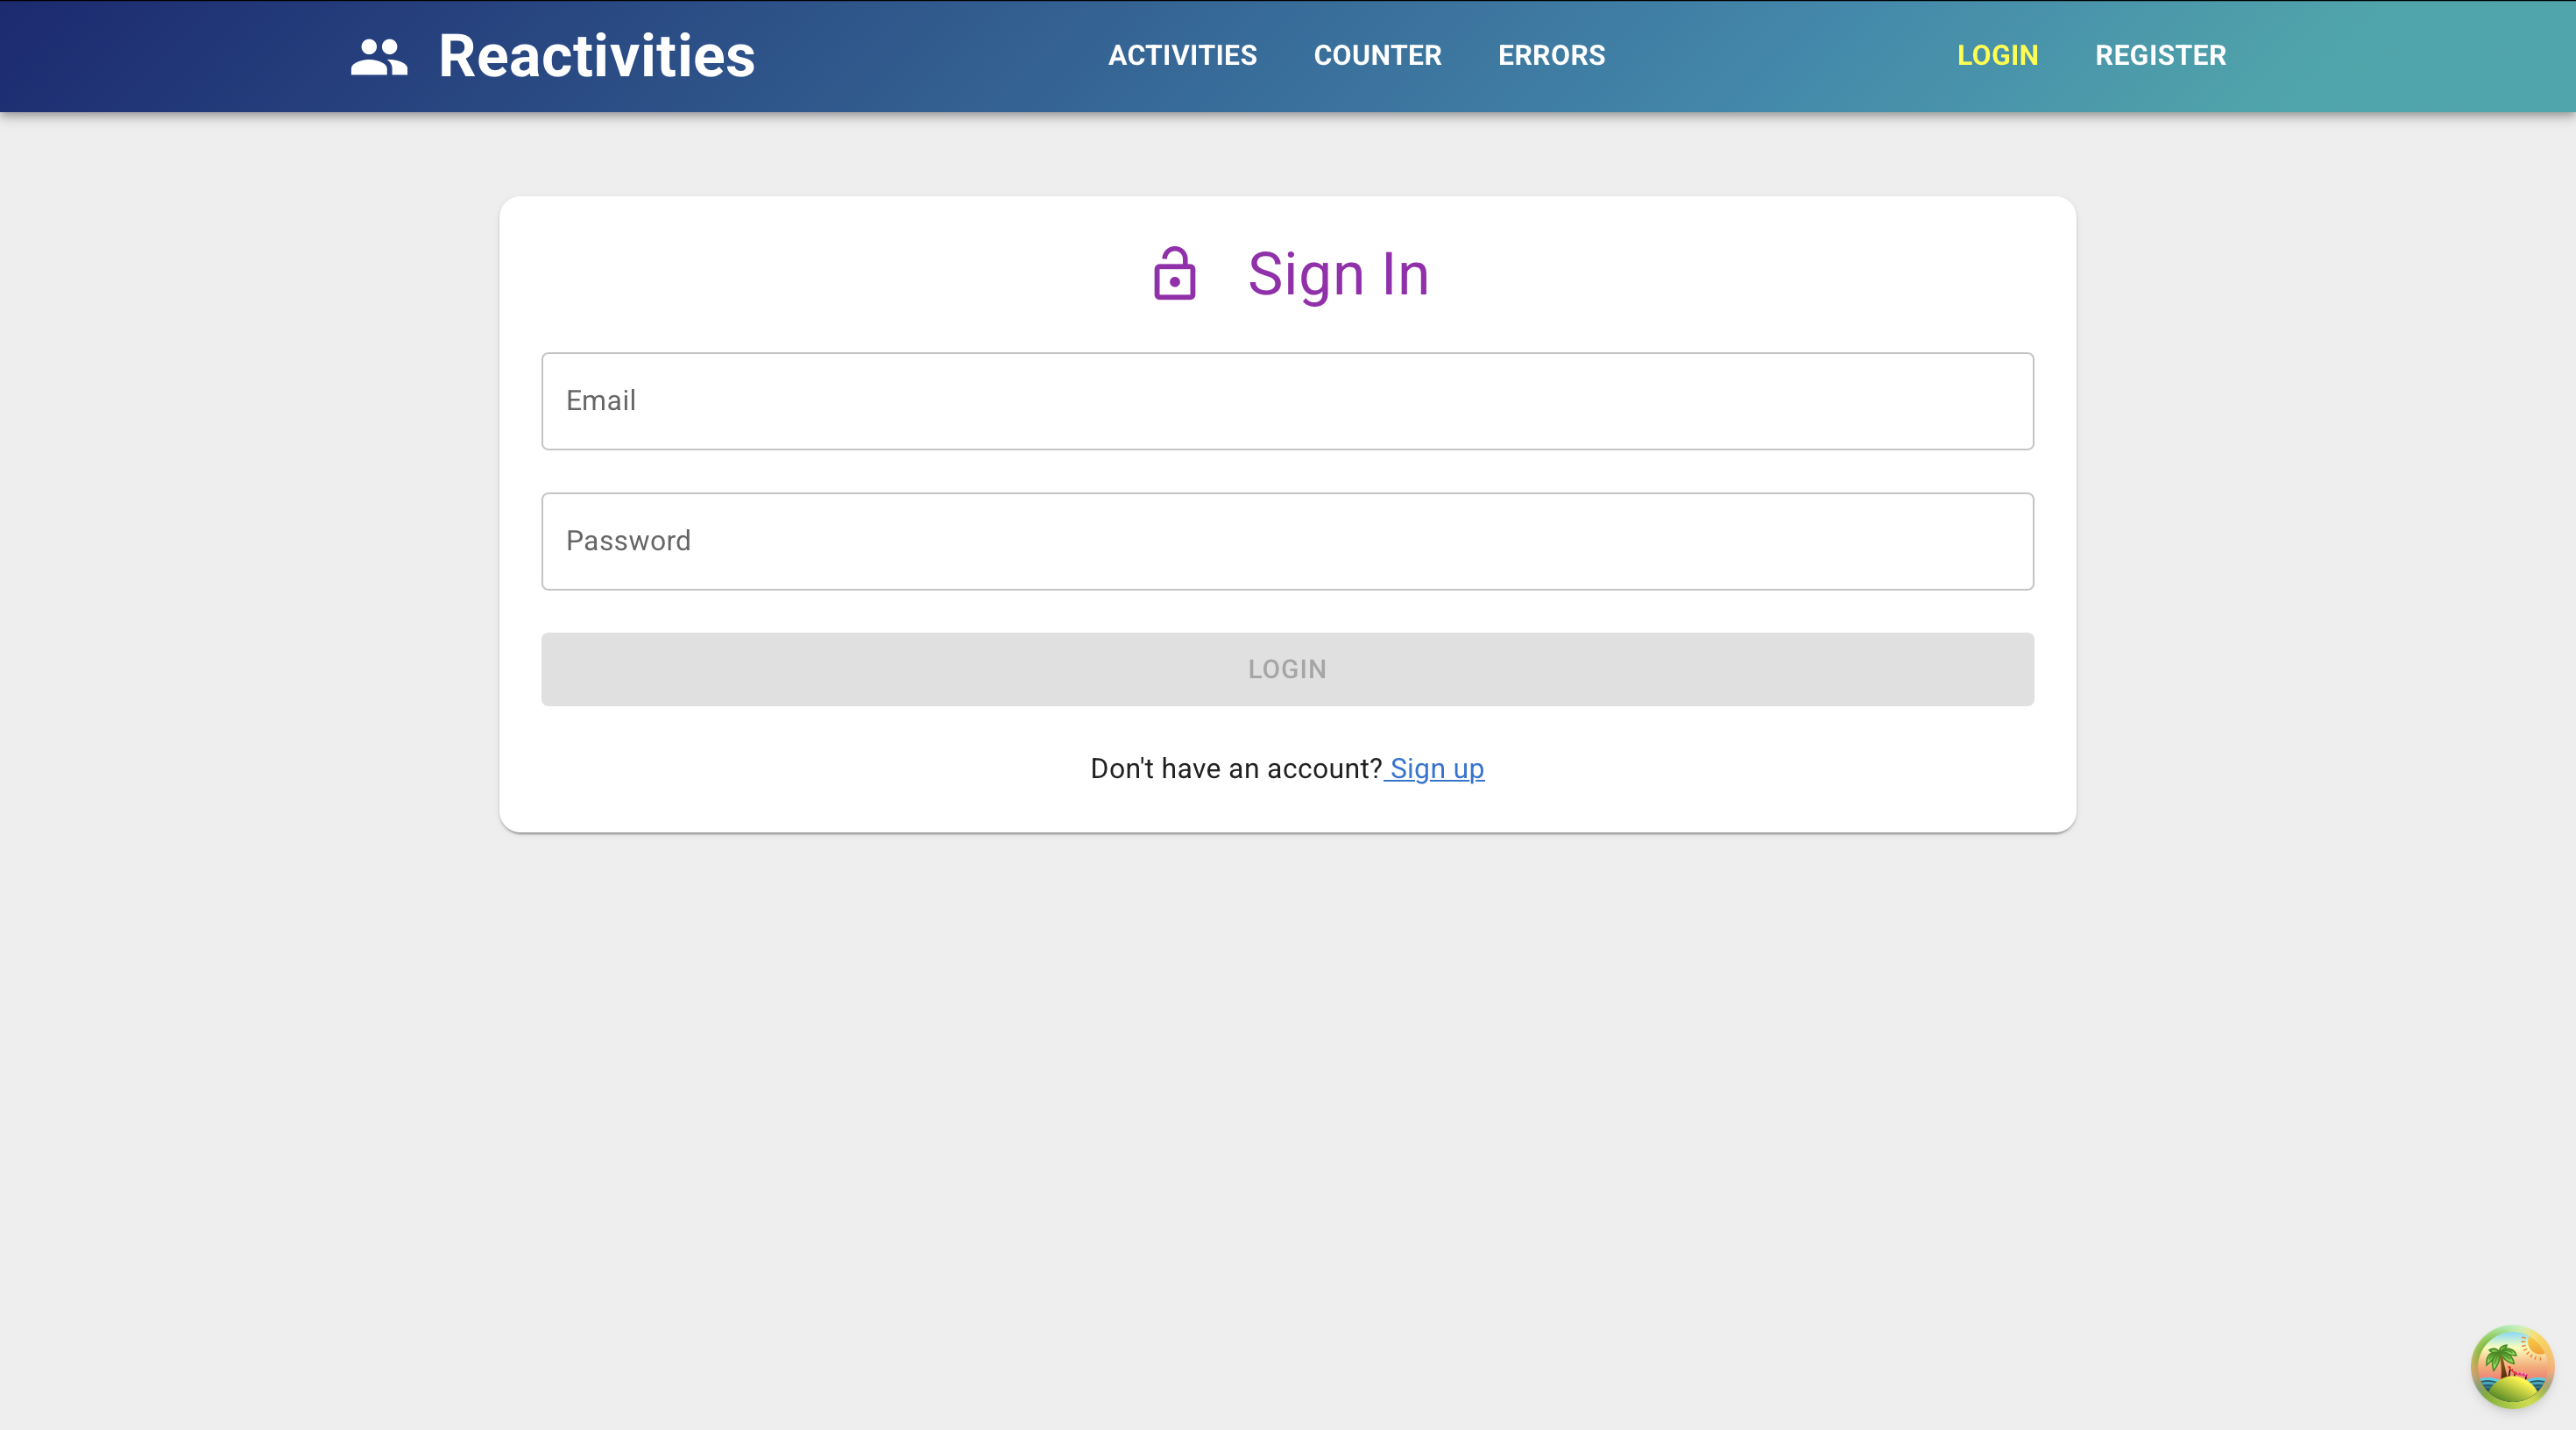 Reactivities
ACTIVITIES COUNTER ERRORS
LOGIN REGISTER
Sign In
Email
Password
LOGIN
Don't have an account? Sign up